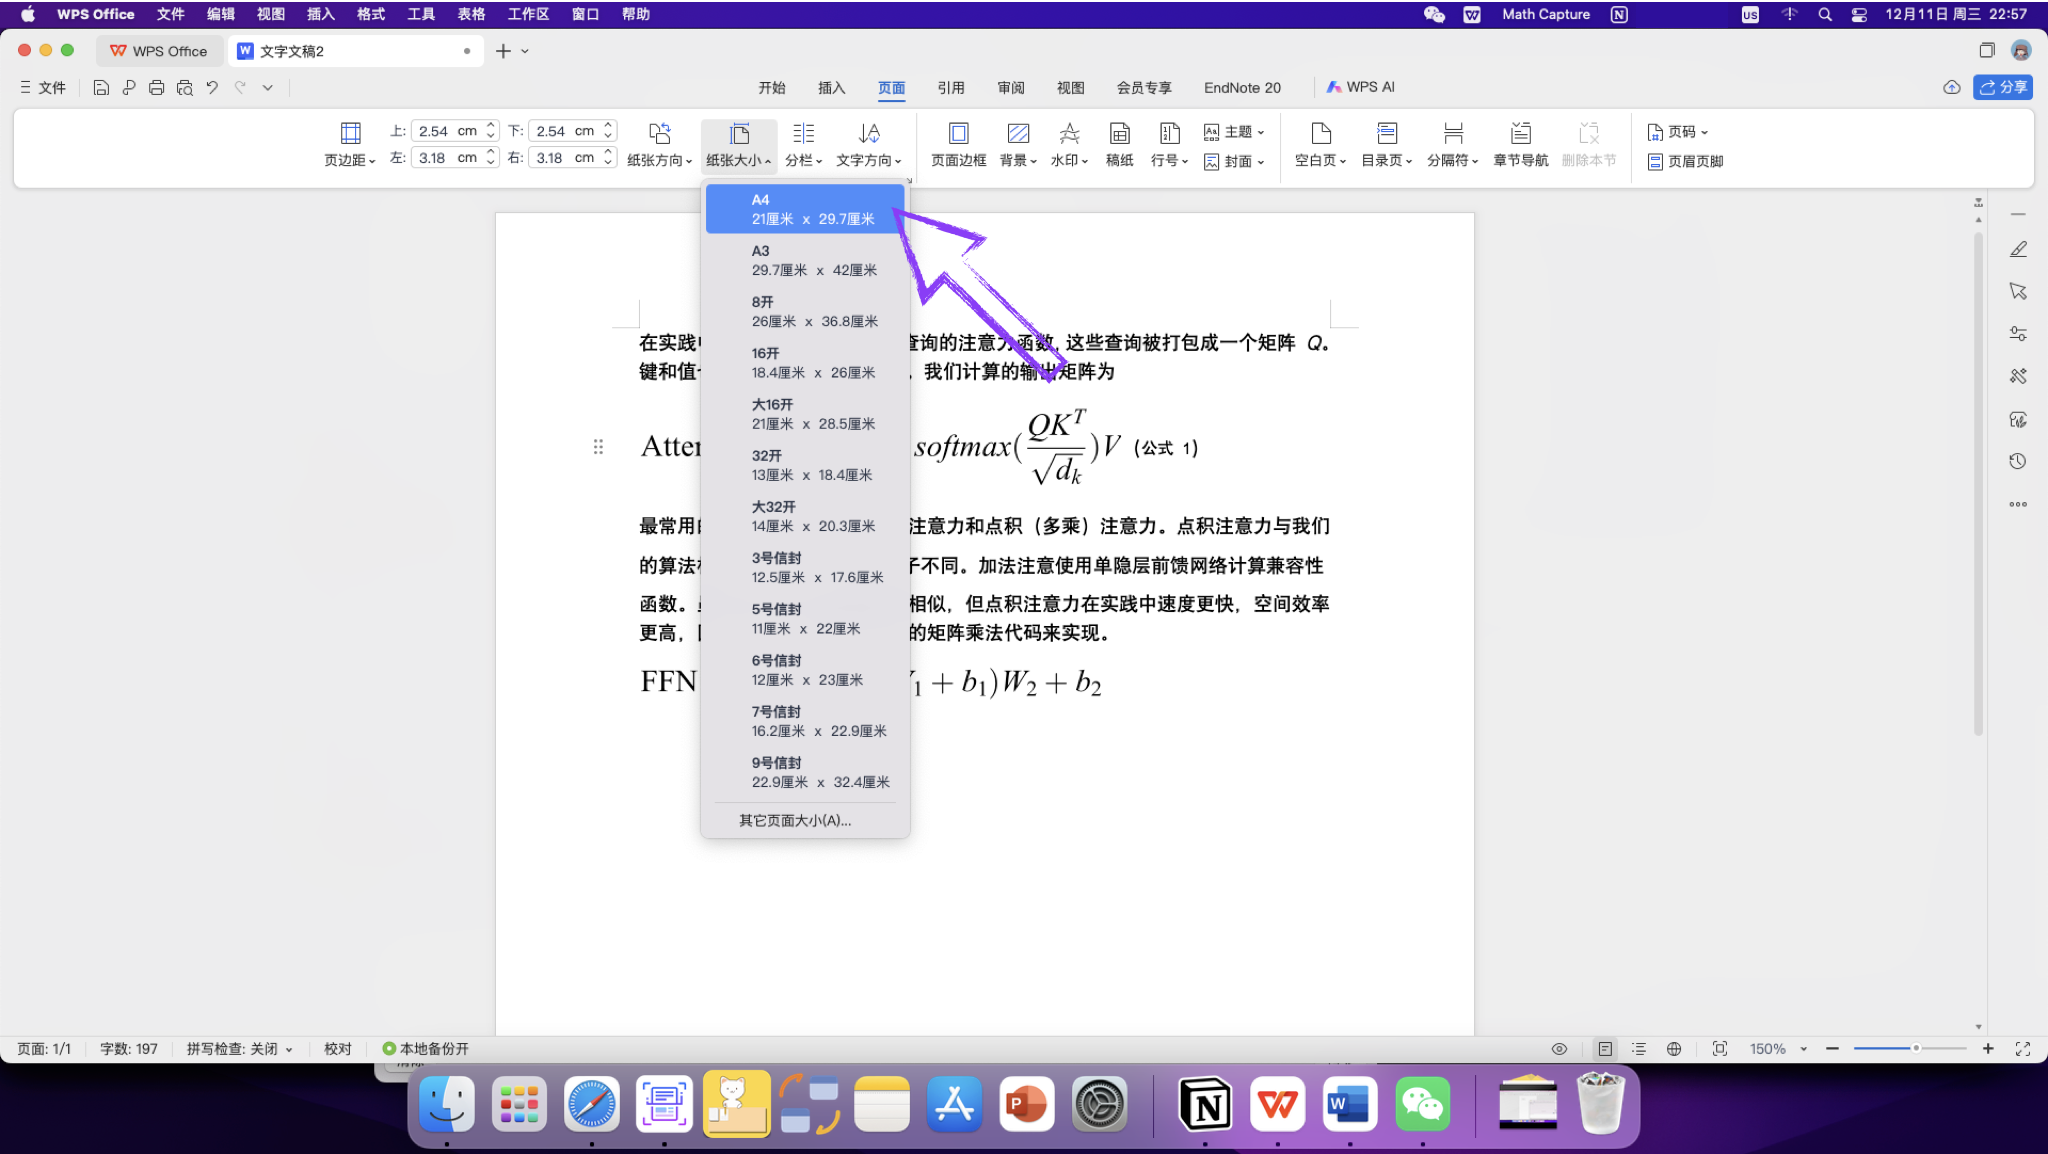 WPS Office 文件 编辑 视图 插入 格式 工具 表格 工作区 窗口 帮助 Math Capture US 12月11日 周三 22:57
WPS Office 文字文稿2
文件 开始 插入 页面 引用 审阅 视图 会员专享 EndNote 20 WPS AI 分享
上: 2.54 cm 下: 2.54 cm 主题 页码
页边距 左: 3.18 cm 右: 3.18 cm 纸张方向 纸张大小 分栏 文字方向 页面边框 背景 水印 稿纸 行号 封面 空白页 目录页 分隔符 章节导航 删除本节 页眉页脚
A4
21厘米 x 29.7厘米
A3
29.7厘米 x 42厘米
8开
26厘米 x 36.8厘米
16开
18.4厘米 x 26厘米
大16开
21厘米 x 28.5厘米
32开
13厘米 x 18.4厘米
大32开
14厘米 x 20.3厘米
3号信封
12.5厘米 x 17.6厘米
5号信封
11厘米 x 22厘米
6号信封
12厘米 x 23厘米
7号信封
16.2厘米 x 22.9厘米
9号信封
22.9厘米 x 32.4厘米
其它页面大小(A)...
在实践 查询的注意力函数, 这些查询被打包成一个矩阵 Q。
键和值 。我们计算的输出矩阵为
Atten softmax(QK^T/√d_k)V (公式 1)
最常用 注意力和点积（多乘）注意力。点积注意力与我们
的算法 子不同。加法注意使用单隐层前馈网络计算兼容性
函数。 相似，但点积注意力在实践中速度更快，空间效率
更高， 的矩阵乘法代码来实现。
FFN ₁ + b₁)W₂ + b₂
页面: 1/1 字数: 197 拼写检查: 关闭 校对 本地备份开 150%